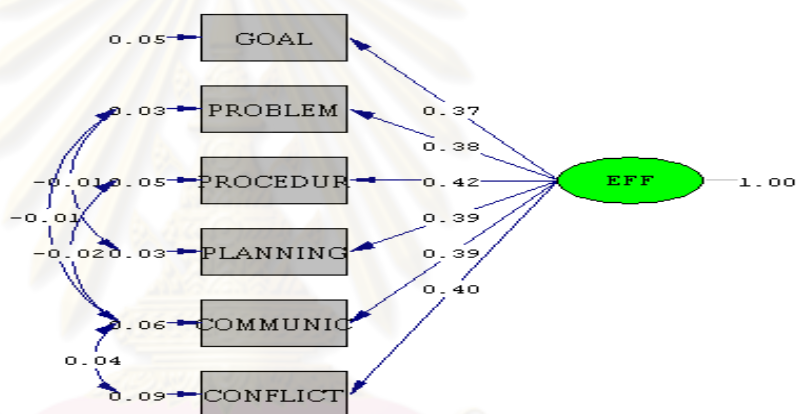 0.05 GOAL
0.03 PROBLEM 0.37
0.38
-0.01 0.05 PROCEDUR 0.42 EFF 1.00
-0.01 0.39
-0.02 0.03 PLANNING 0.39
0.40
0.06 COMMUNIC
0.04
0.09 CONFLICT